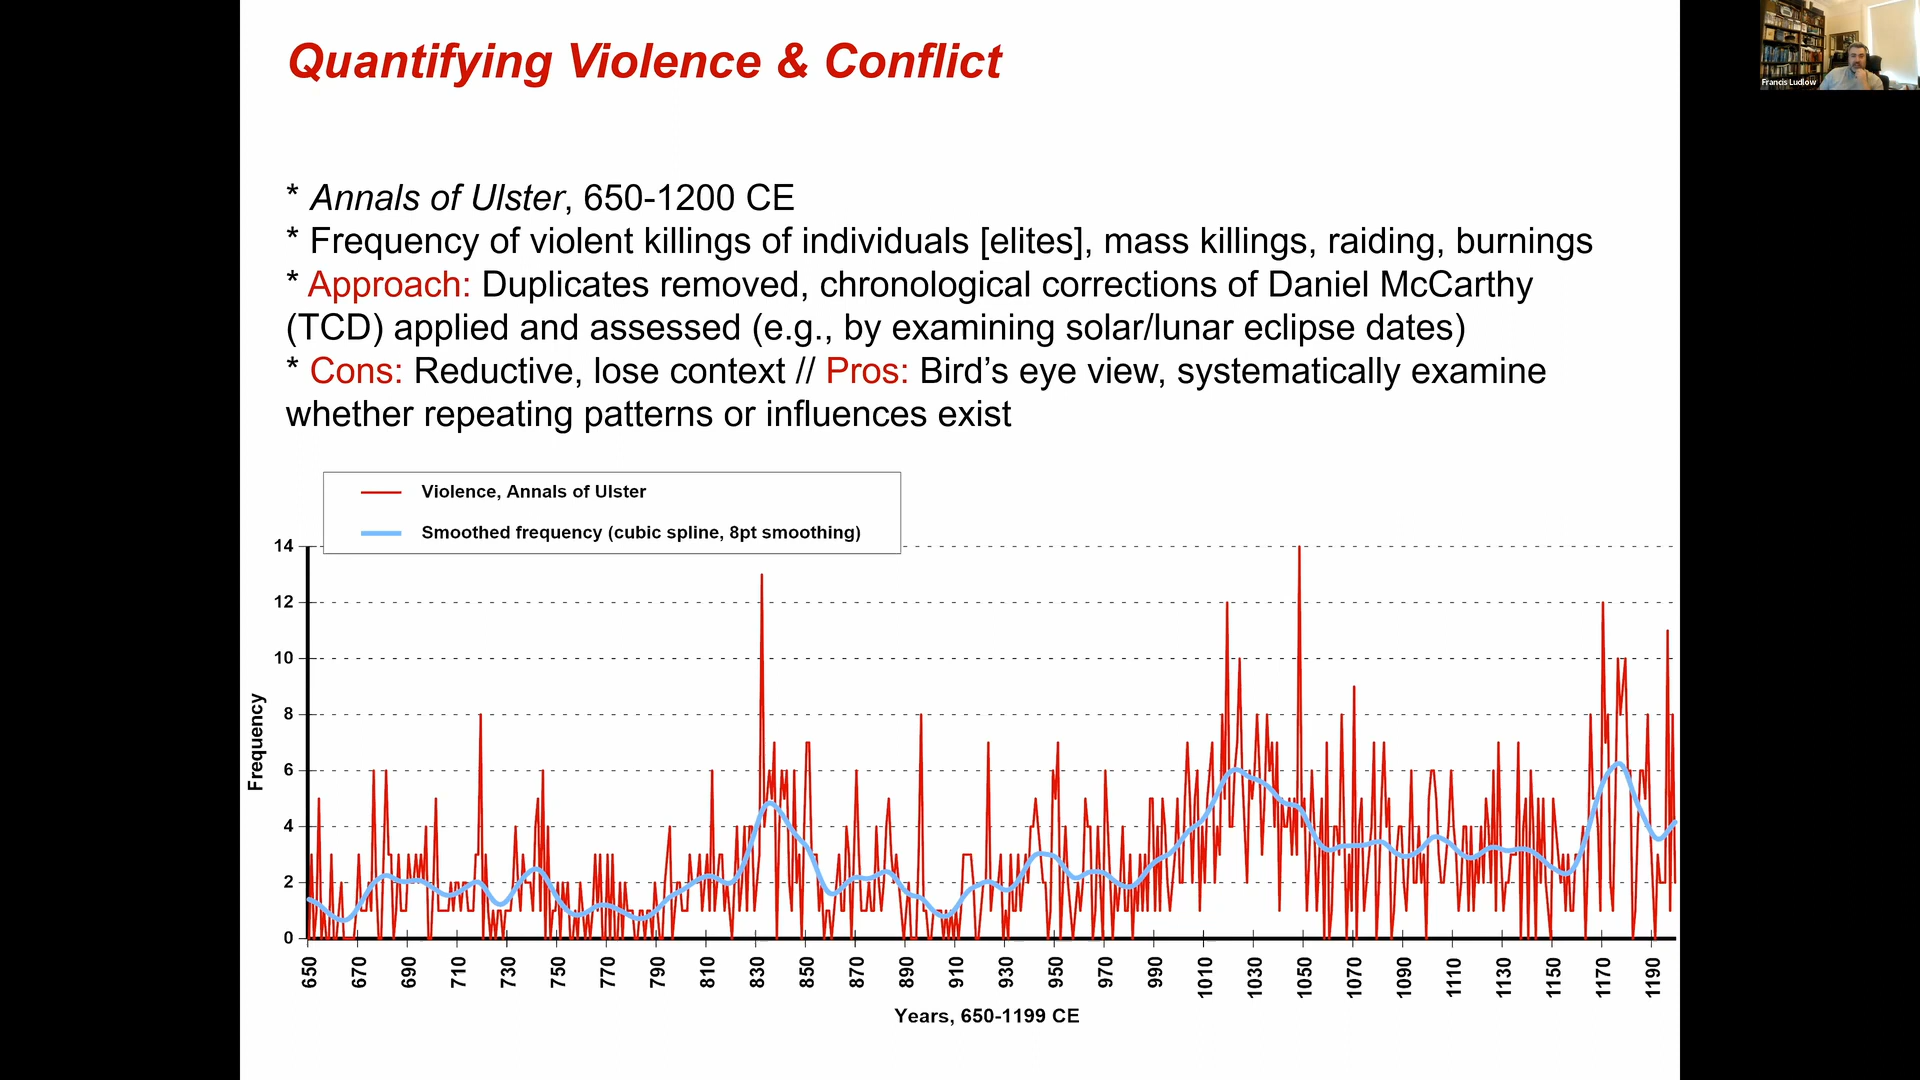 Quantifying Violence & Conflict
Francis Ludlow
* Annals of Ulster, 650-1200 CE
* Frequency of violent killings of individuals [elites], mass killings, raiding, burnings
* Approach: Duplicates removed, chronological corrections of Daniel McCarthy
(TCD) applied and assessed (e.g., by examining solar/lunar eclipse dates)
* Cons: Reductive, lose context // Pros: Bird’s eye view, systematically examine
whether repeating patterns or influences exist
Violence, Annals of Ulster
Smoothed frequency (cubic spline, 8pt smoothing)
14
12
10
8
6
4
2
0
Frequency
650 670 690 710 730 750 770 790 810 830 850 870 890 910 930 950 970 990 1010 1030 1050 1070 1090 1110 1130 1150 1170 1190
Years, 650-1199 CE